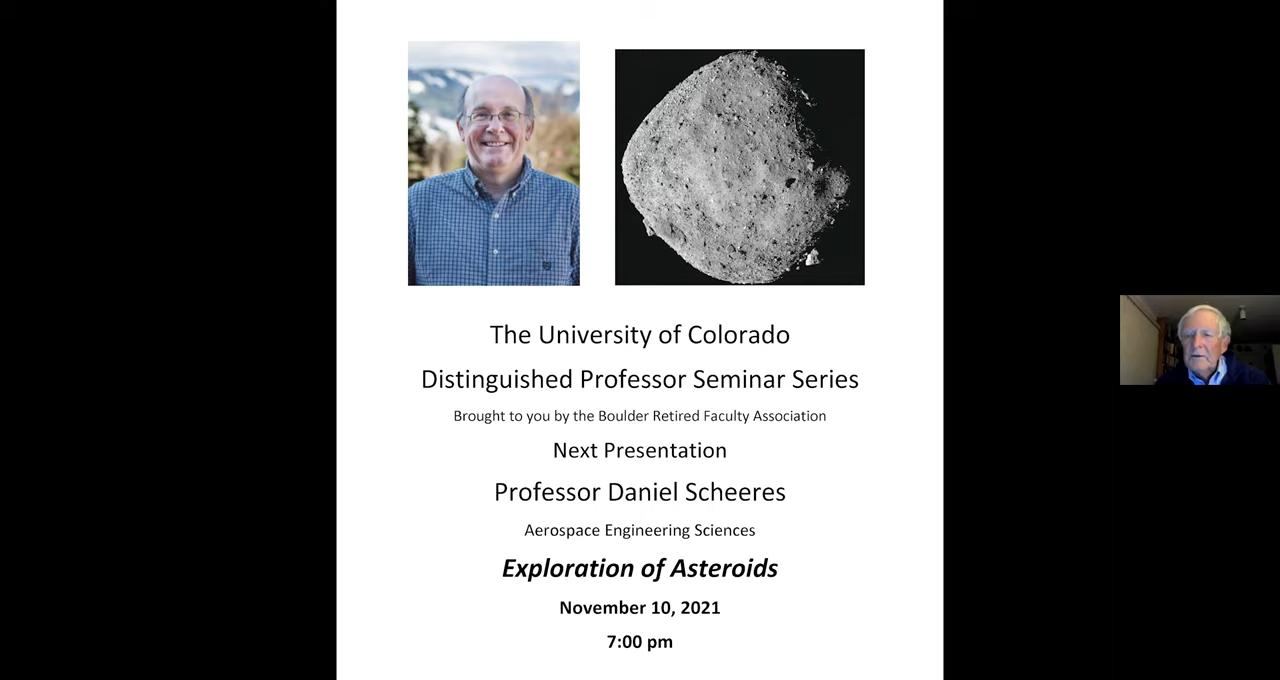 The University of Colorado
Distinguished Professor Seminar Series
Brought to you by the Boulder Retired Faculty Association
Next Presentation
Professor Daniel Scheeres
Aerospace Engineering Sciences
Exploration of Asteroids
November 10, 2021
7:00 pm